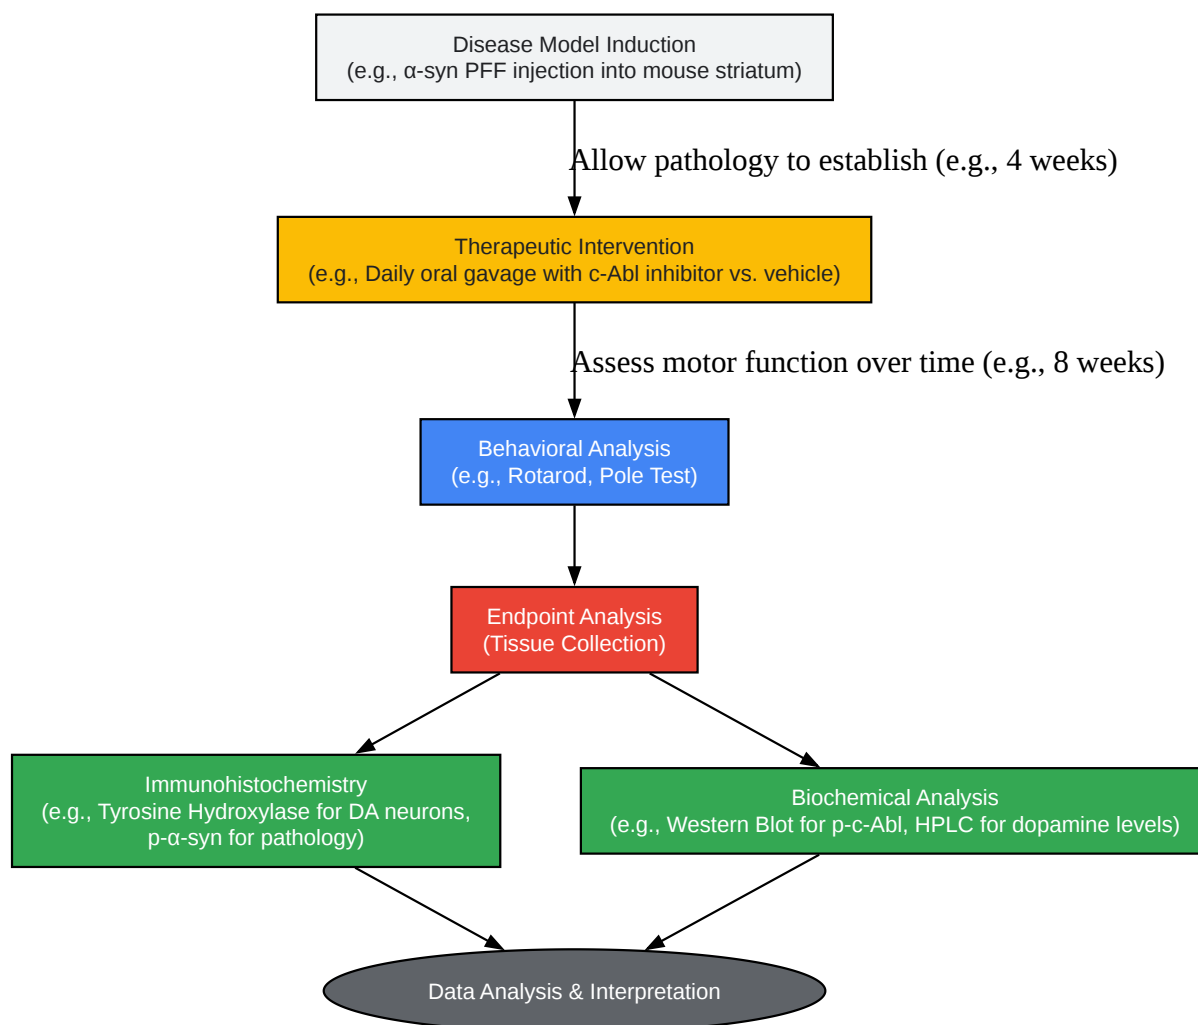 Disease Model Induction
(e.g., α-syn PFF injection into mouse striatum)
Allow pathology to establish (e.g., 4 weeks)
Therapeutic Intervention
(e.g., Daily oral gavage with c-Abl inhibitor vs. vehicle)
Assess motor function over time (e.g., 8 weeks)
Behavioral Analysis
(e.g., Rotarod, Pole Test)
Endpoint Analysis
(Tissue Collection)
Immunohistochemistry
(e.g., Tyrosine Hydroxylase for DA neurons,
p-α-syn for pathology)
Biochemical Analysis
(e.g., Western Blot for p-c-Abl, HPLC for dopamine levels)
Data Analysis & Interpretation